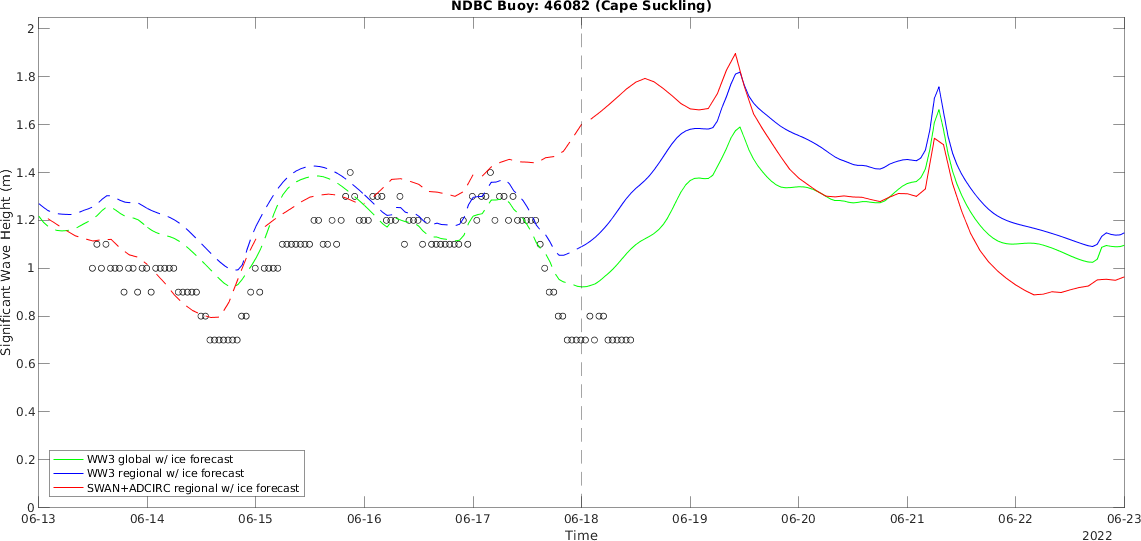 NDBC Buoy: 46082 (Cape Suckling)
2
1.8
1.6
1.4
1.2
1
0.8
0.6
0.4
0.2
0
Significant Wave Height (m)
WW3 global w/ ice forecast
WW3 regional w/ ice forecast
SWAN+ADCIRC regional w/ ice forecast
06-13 06-14 06-15 06-16 06-17 06-18 06-19 06-20 06-21 06-22 06-23
Time
2022